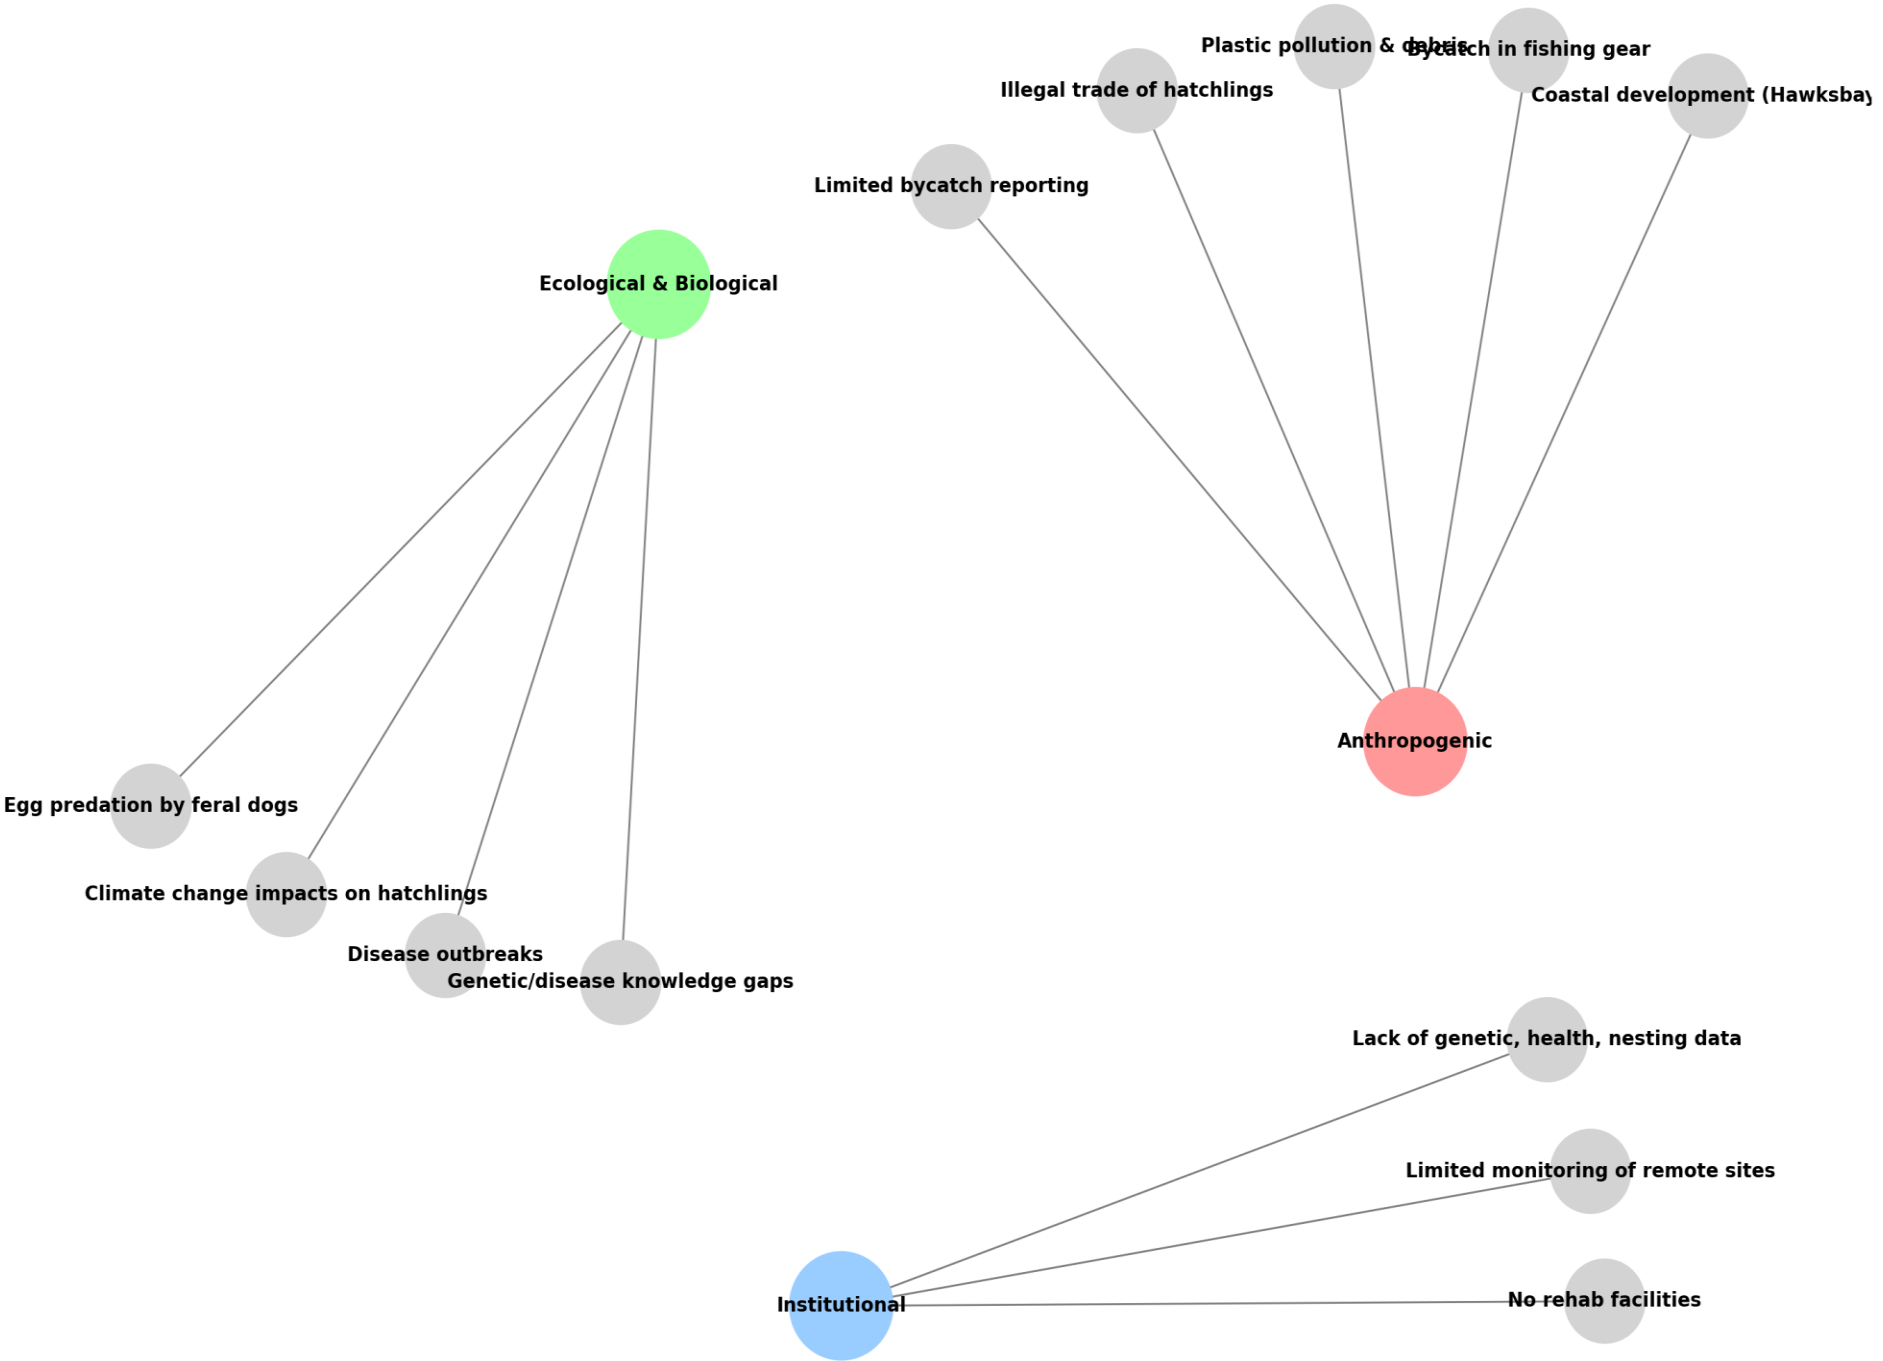 Plastic pollution & debris
Bycatch in fishing gear
Illegal trade of hatchlings
Coastal development (Hawksbay
Limited bycatch reporting
Ecological & Biological
Anthropogenic
Egg predation by feral dogs
Climate change impacts on hatchlings
Disease outbreaks
Genetic/disease knowledge gaps
Lack of genetic, health, nesting data
Limited monitoring of remote sites
No rehab facilities
Institutional